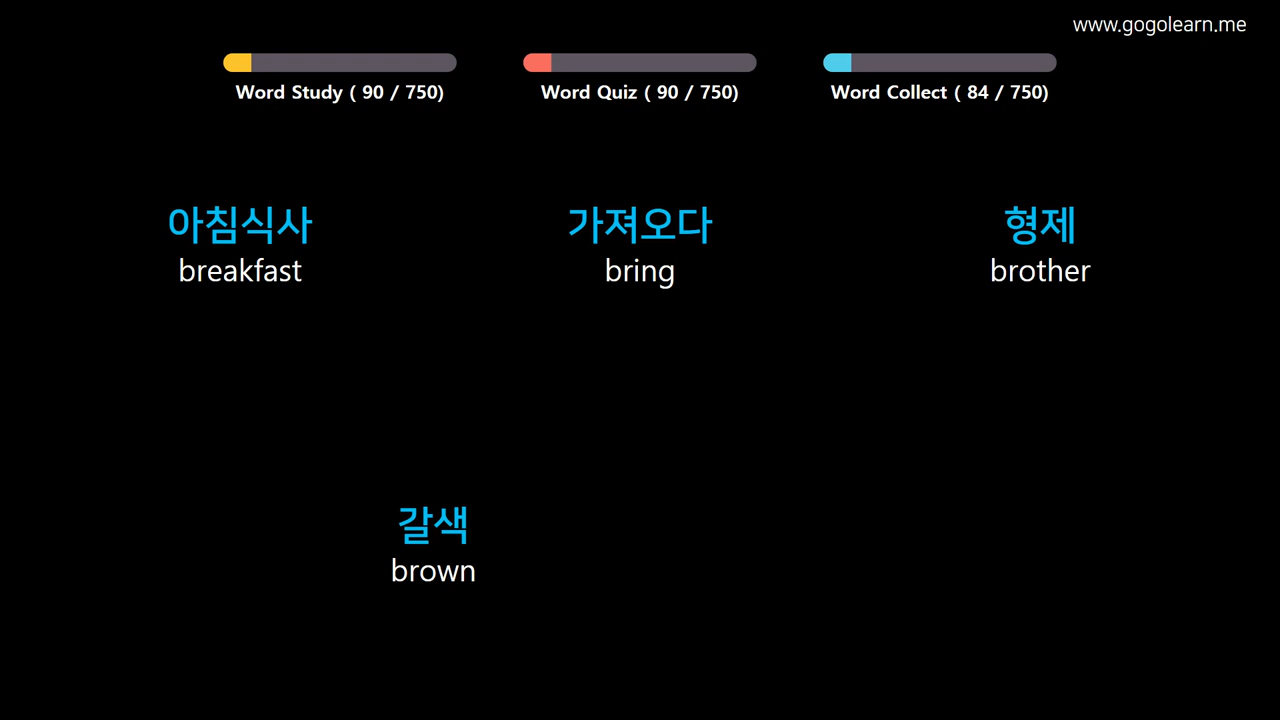 www.gogolearn.me
Word Study ( 90 / 750)
Word Quiz ( 90 / 750)
Word Collect ( 84 / 750)
아침식사
breakfast
가져오다
bring
형제
brother
갈색
brown